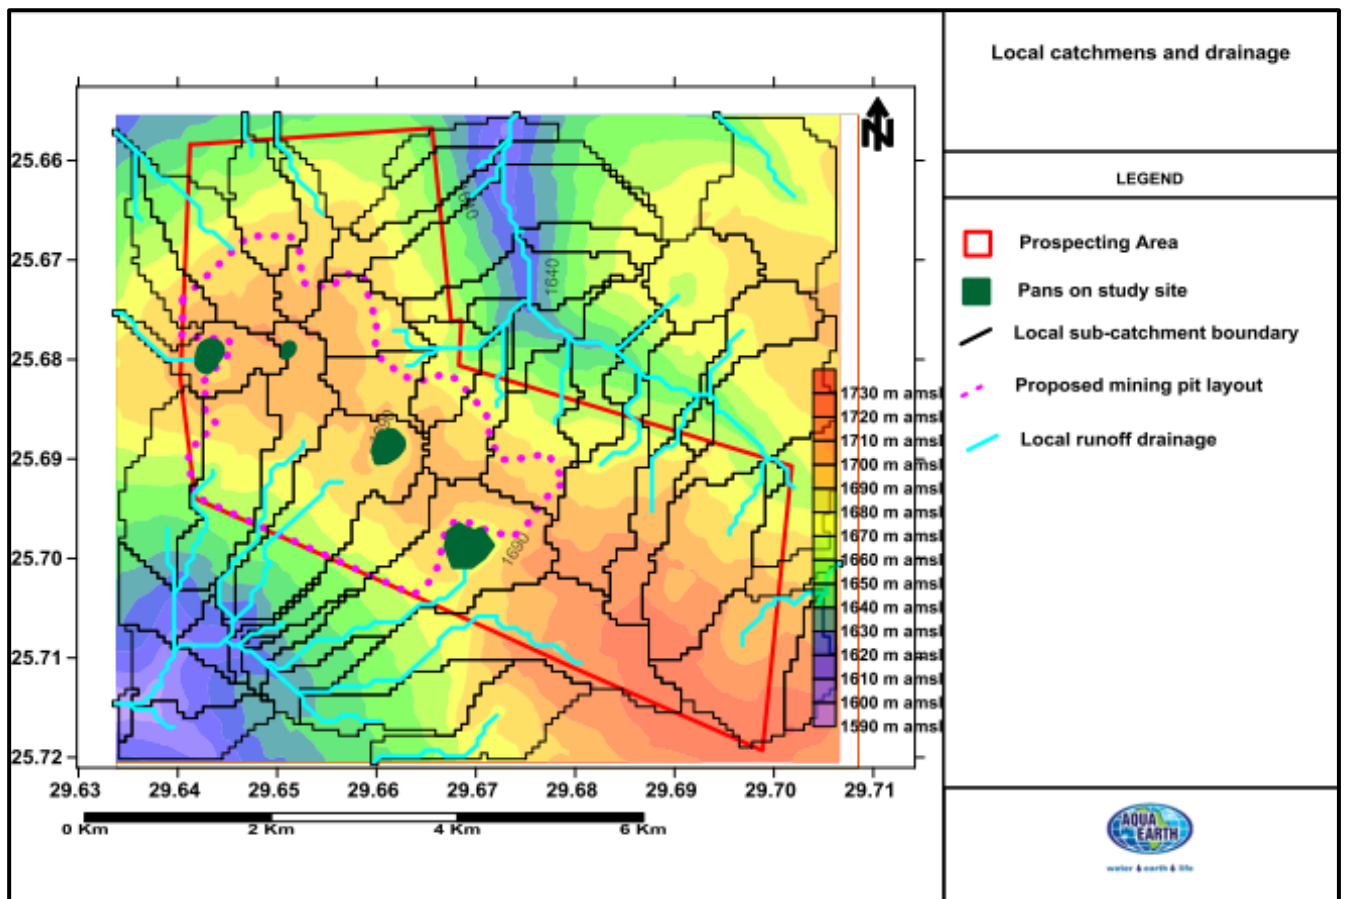 Local catchmens and drainage
LEGEND
Prospecting Area
Pans on study site
Local sub-catchment boundary
Proposed mining pit layout
Local runoff drainage
N
25.66
25.67
25.68
25.69
25.70
25.71
25.72
1640
1690
1730 m amsl
1720 m amsl
1710 m amsl
1700 m amsl
1690 m amsl
1680 m amsl
1670 m amsl
1660 m amsl
1650 m amsl
1640 m amsl
1630 m amsl
1620 m amsl
1610 m amsl
1600 m amsl
1590 m amsl
29.63 29.64 29.65 29.66 29.67 29.68 29.69 29.70 29.71
0 Km 2 Km 4 Km 6 Km
AQUA
EARTH
water earth life